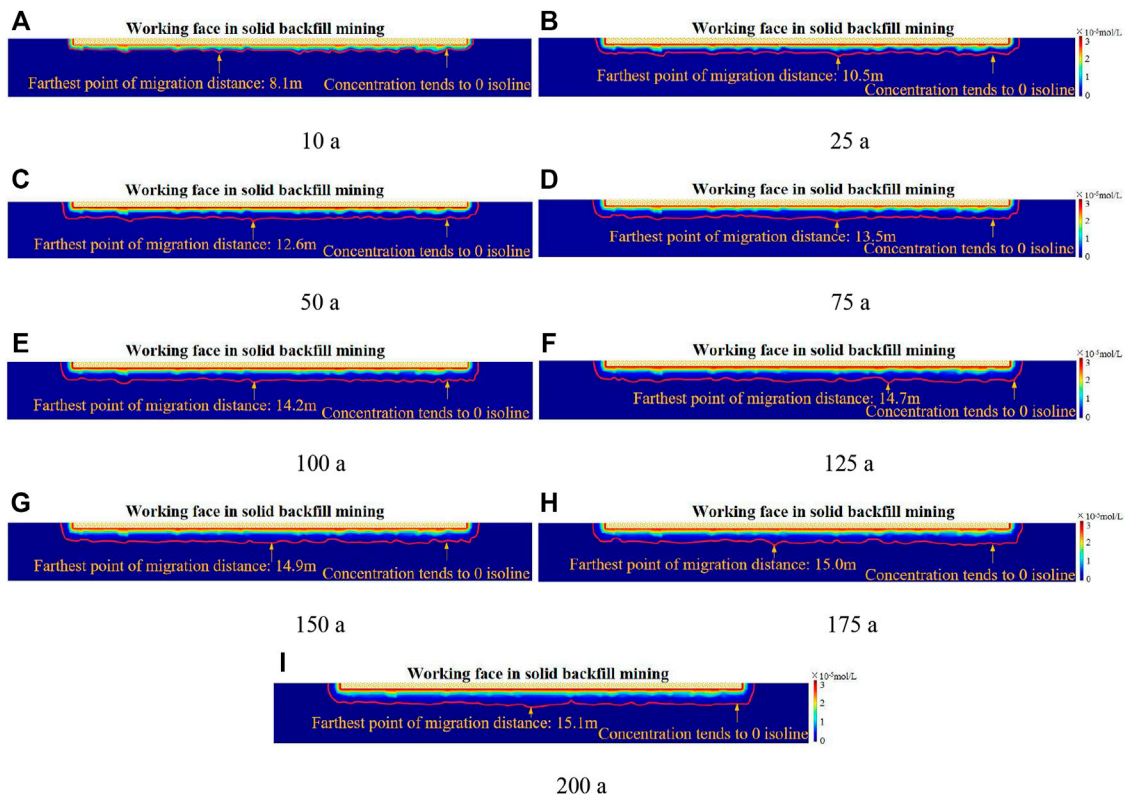 A
Working face in solid backfill mining
Farthest point of migration distance: 8.1m
Concentration tends to 0 isoline
10 a
B
Working face in solid backfill mining
×10⁻⁵mol/L
3
2
1
0
Farthest point of migration distance: 10.5m
Concentration tends to 0 isoline
25 a
C
Working face in solid backfill mining
Farthest point of migration distance: 12.6m
Concentration tends to 0 isoline
50 a
D
Working face in solid backfill mining
×10⁻⁵mol/L
3
2
1
0
Farthest point of migration distance: 13.5m
Concentration tends to 0 isoline
75 a
E
Working face in solid backfill mining
Farthest point of migration distance: 14.2m
Concentration tends to 0 isoline
100 a
F
Working face in solid backfill mining
×10⁻⁵mol/L
3
2
1
0
Farthest point of migration distance: 14.7m
Concentration tends to 0 isoline
125 a
G
Working face in solid backfill mining
Farthest point of migration distance: 14.9m
Concentration tends to 0 isoline
150 a
H
Working face in solid backfill mining
×10⁻⁵mol/L
3
2
1
0
Farthest point of migration distance: 15.0m
Concentration tends to 0 isoline
175 a
I
Working face in solid backfill mining
×10⁻⁵mol/L
3
2
1
0
Farthest point of migration distance: 15.1m
Concentration tends to 0 isoline
200 a